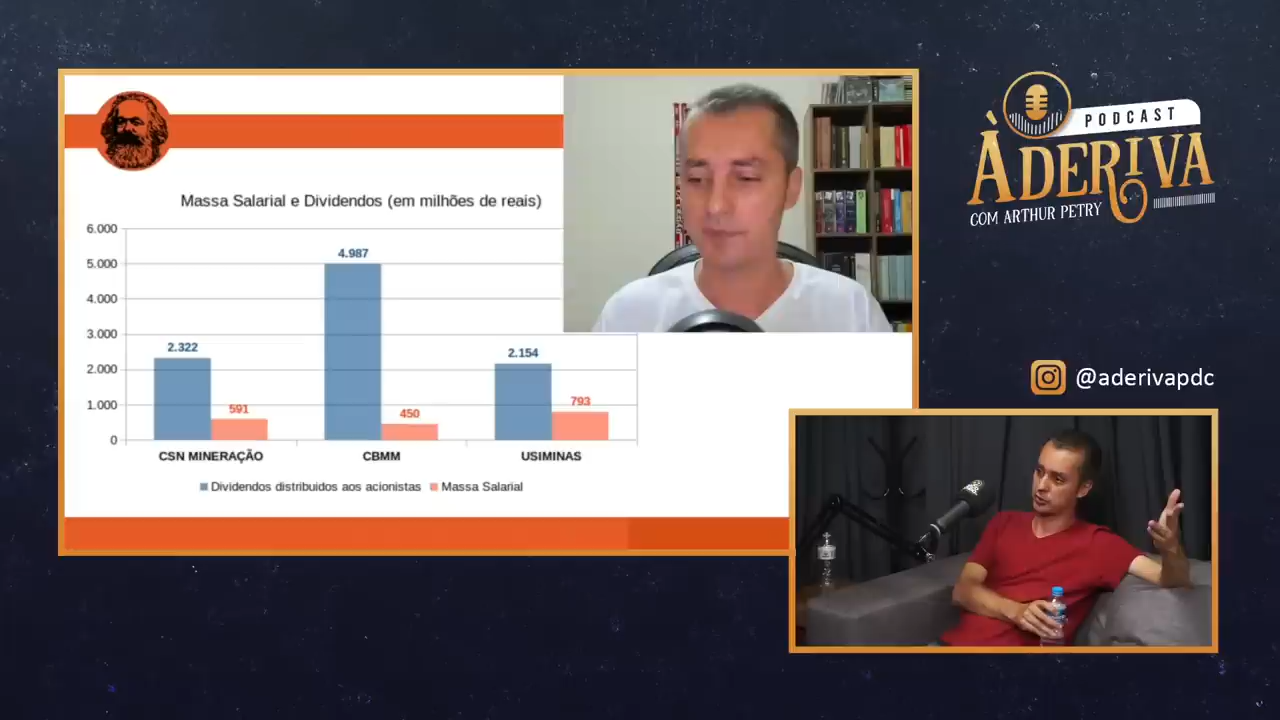 Massa Salarial e Dividendos (em milhões de reais)
6.000
5.000
4.000
3.000
2.000
1.000
0
2.322
591
4.987
450
2.154
793
CSN MINERAÇÃO
CBMM
USIMINAS
Dividendos distribuidos aos acionistas
Massa Salarial
PODCAST
À DERIVA
COM ARTHUR PETRY
@aderivapdc